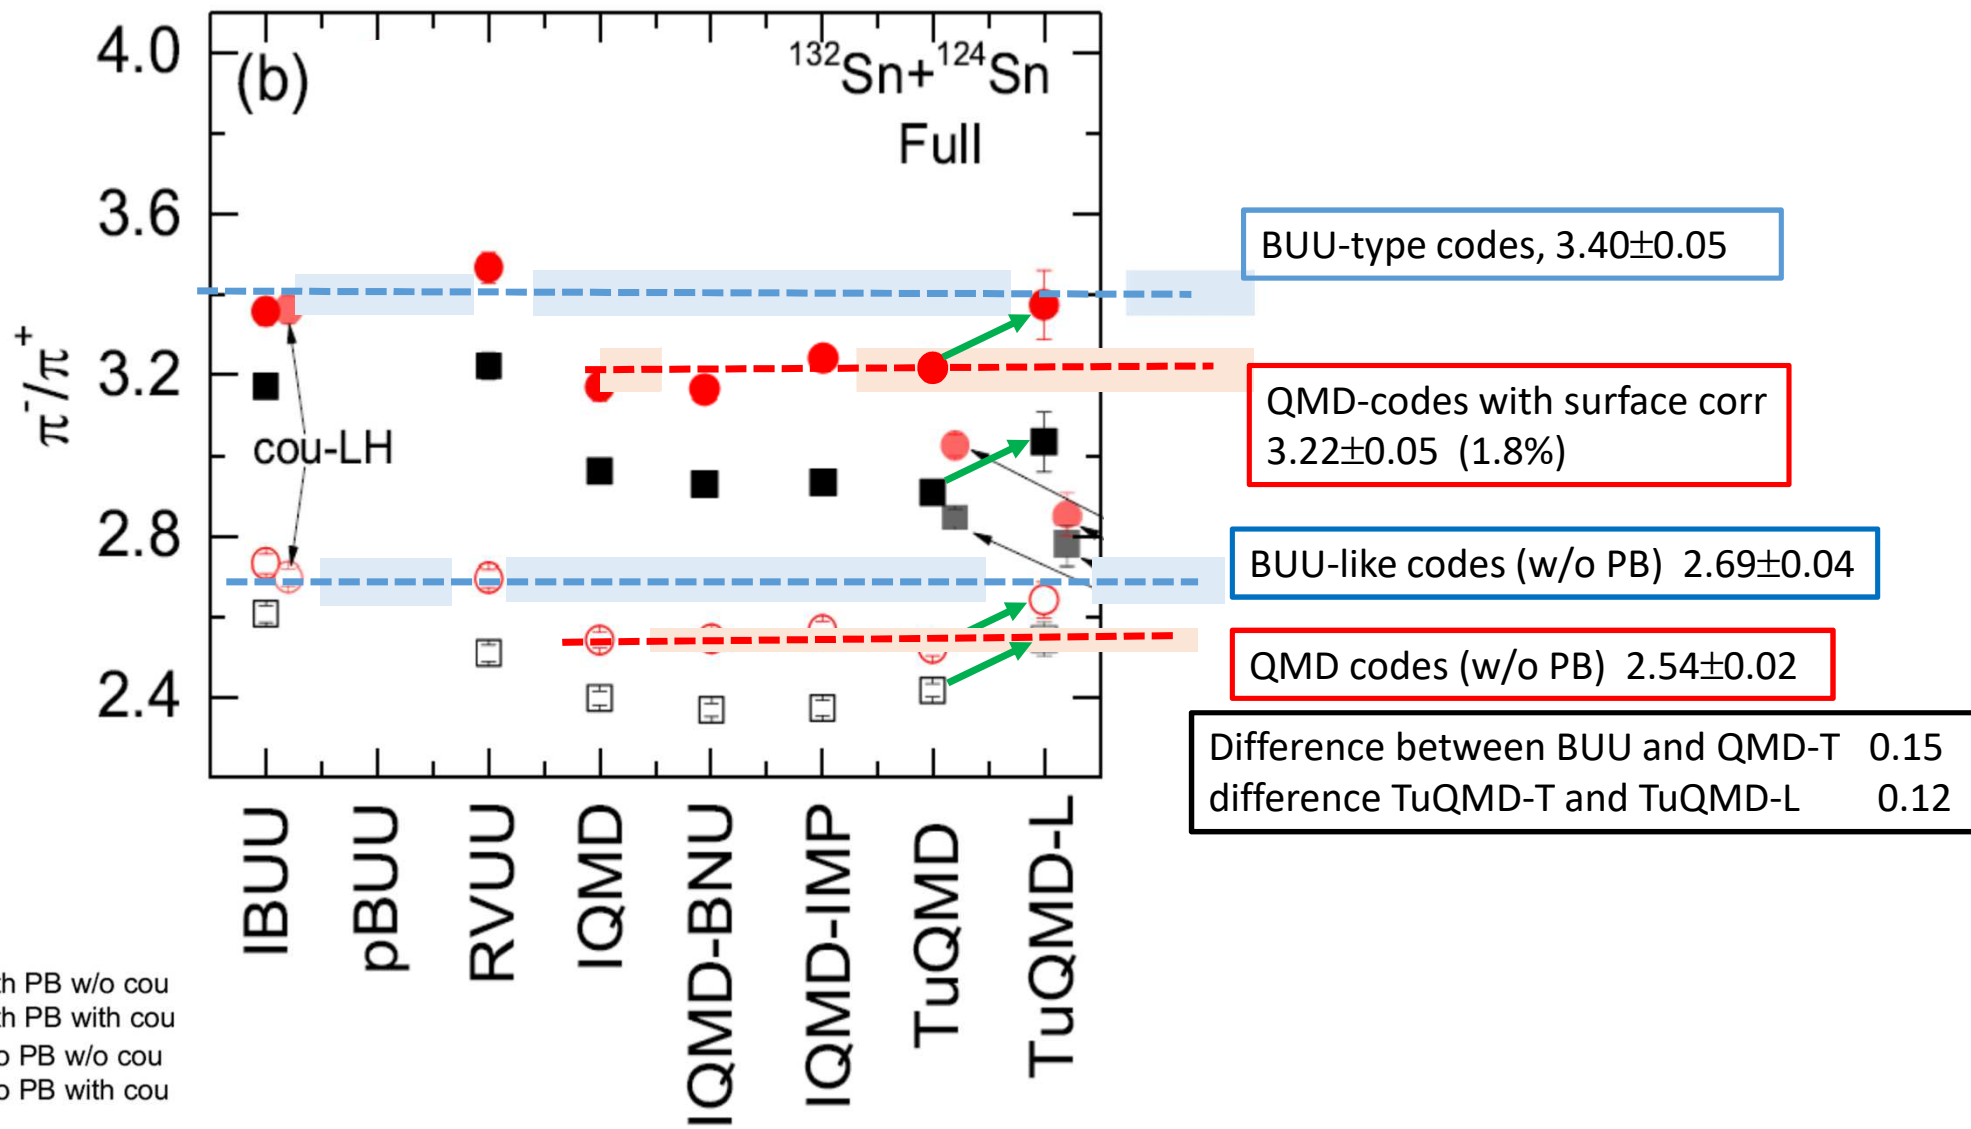 4.0
3.6
3.2
2.8
2.4
π⁻/π⁺
(b)
¹³²Sn+¹²⁴Sn
Full
cou-LH
BUU-type codes, 3.40±0.05
QMD-codes with surface corr
3.22±0.05 (1.8%)
BUU-like codes (w/o PB) 2.69±0.04
QMD codes (w/o PB) 2.54±0.02
Difference between BUU and QMD-T 0.15
difference TuQMD-T and TuQMD-L 0.12
IBUU
pBUU
RVUU
IQMD
IQMD-BNU
IQMD-IMP
TuQMD
TuQMD-L
th PB w/o cou
th PB with cou
o PB w/o cou
o PB with cou